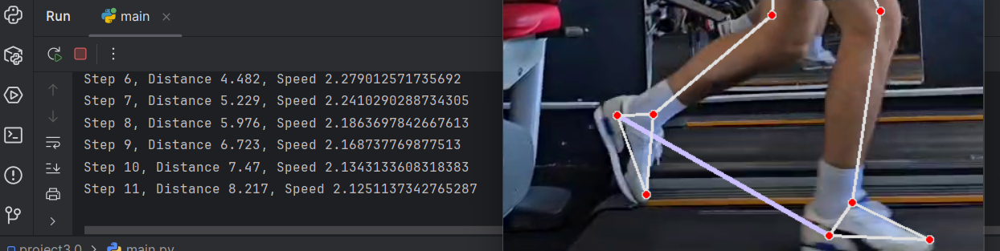 Run
main
Step 6, Distance 4.482, Speed 2.279012571735692
Step 7, Distance 5.229, Speed 2.2410290288734305
Step 8, Distance 5.976, Speed 2.1863697842667613
Step 9, Distance 6.723, Speed 2.168737769877513
Step 10, Distance 7.47, Speed 2.1343133608318383
Step 11, Distance 8.217, Speed 2.1251137342765287
project3.0 > main.py